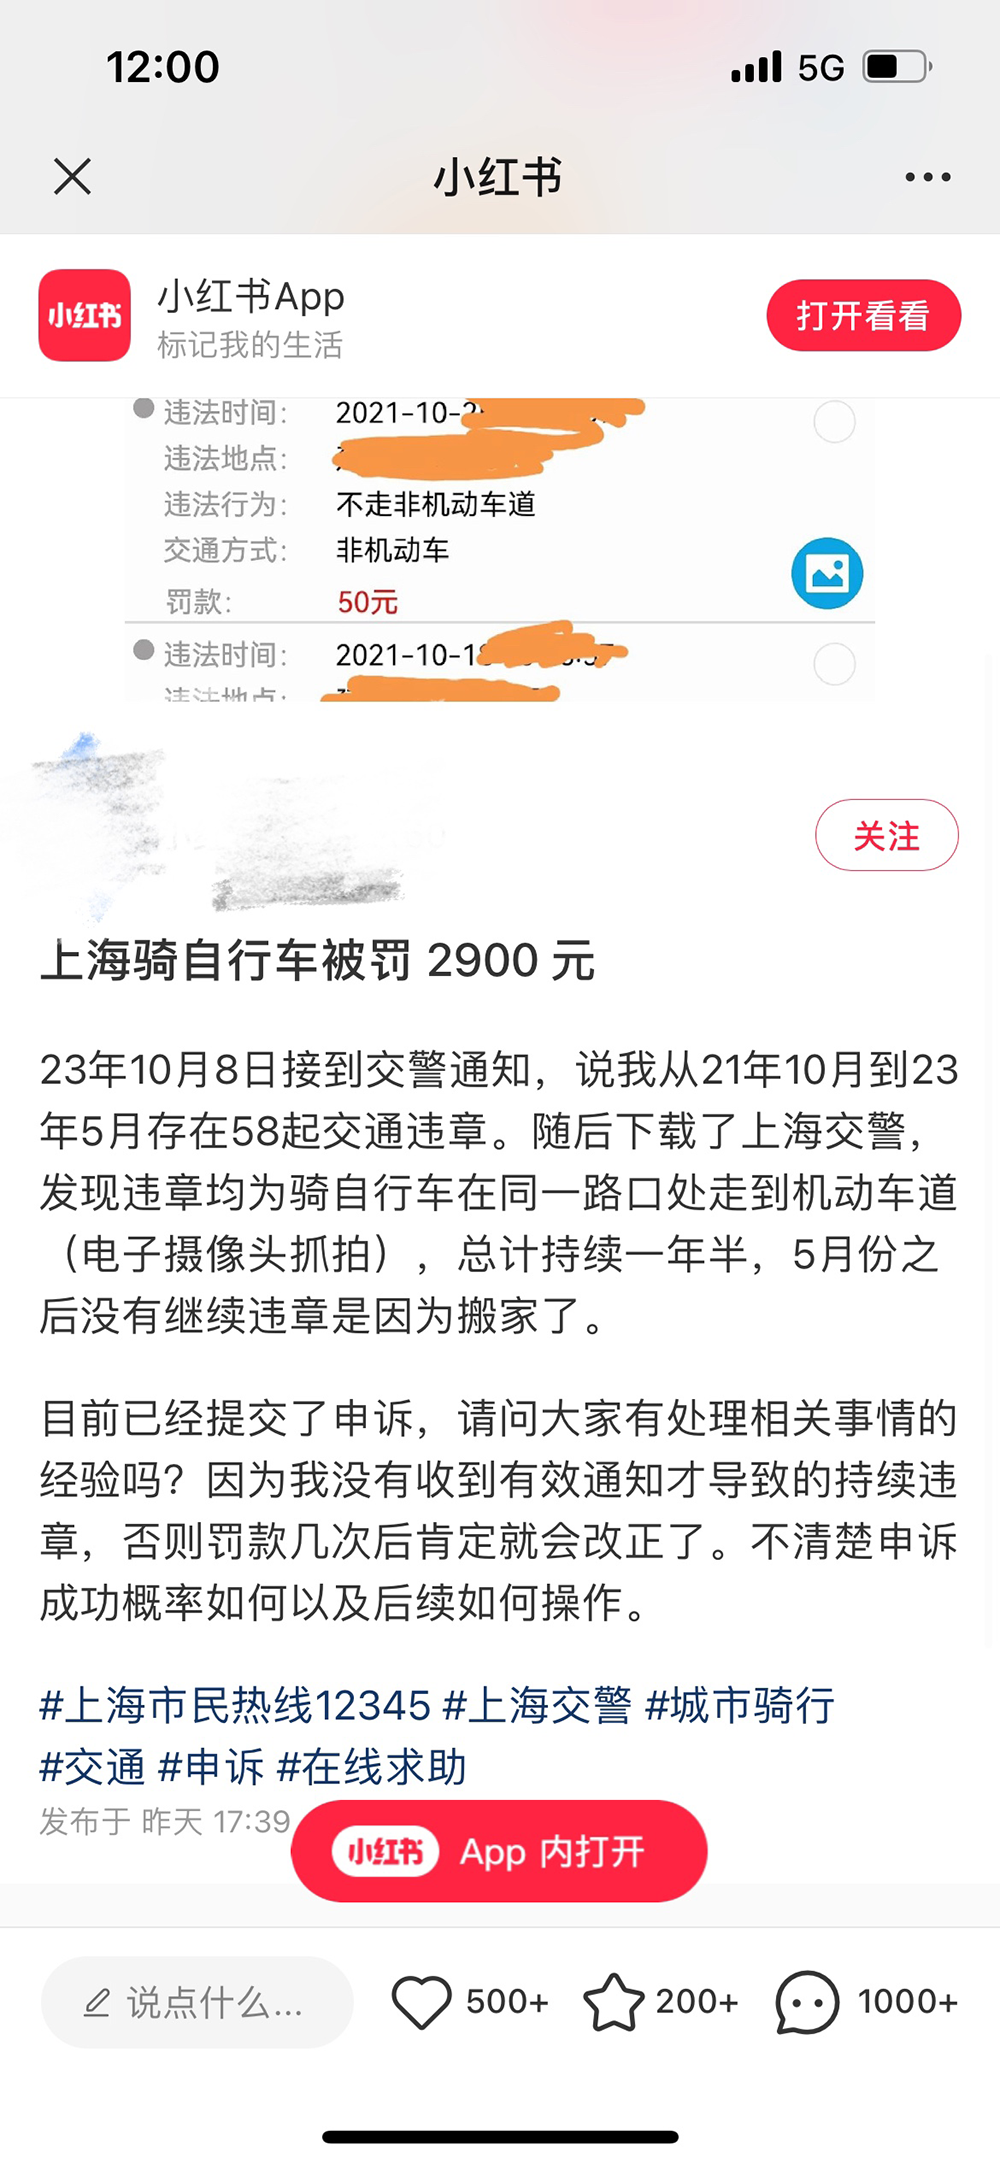 12:00
5G
小红书
小红书
小红书App
标记我的生活
打开看看
违法时间: 2021-10-2
违法地点:
违法行为: 不走非机动车道
交通方式: 非机动车
罚款: 50元
违法时间: 2021-10-1
违法地点:
关注
上海骑自行车被罚 2900 元
23年10月8日接到交警通知，说我从21年10月到23
年5月存在58起交通违章。随后下载了上海交警，
发现违章均为骑自行车在同一路口处走到机动车道
（电子摄像头抓拍），总计持续一年半，5月份之
后没有继续违章是因为搬家了。
目前已经提交了申诉，请问大家有处理相关事情的
经验吗？因为我没有收到有效通知才导致的持续违
章，否则罚款几次后肯定就会改正了。不清楚申诉
成功概率如何以及后续如何操作。
#上海市民热线12345 #上海交警 #城市骑行
#交通 #申诉 #在线求助
发布于 昨天 17:39
小红书 App 内打开
说点什么... 500+ 200+ 1000+